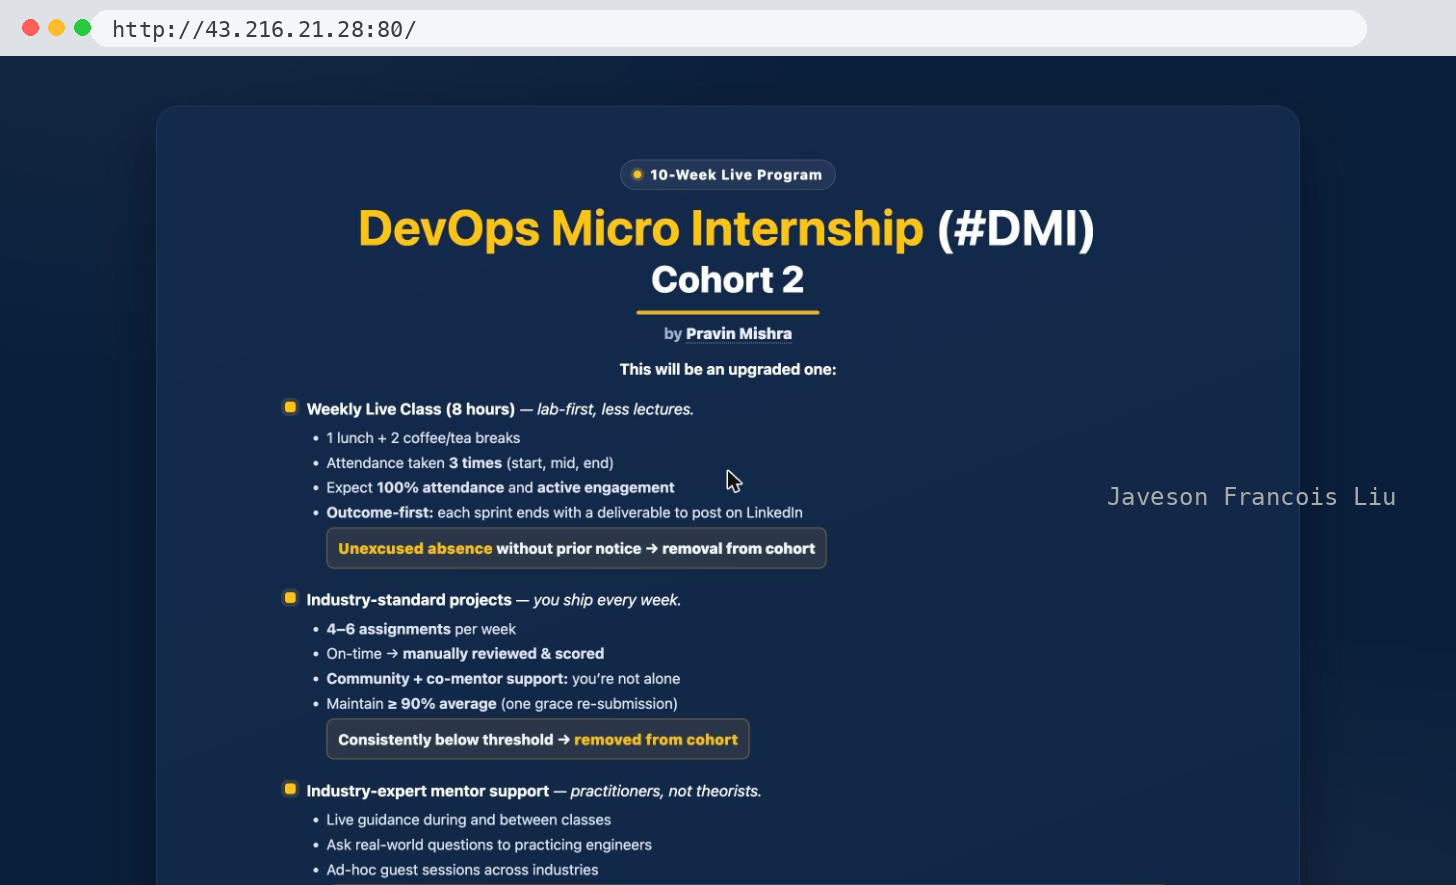 http://43.216.21.28:80/
10-Week Live Program
DevOps Micro Internship (#DMI)
Cohort 2
by Pravin Mishra
This will be an upgraded one:
Weekly Live Class (8 hours) — lab-first, less lectures.
• 1 lunch + 2 coffee/tea breaks
• Attendance taken 3 times (start, mid, end)
• Expect 100% attendance and active engagement
Javeson Francois Liu
• Outcome-first: each sprint ends with a deliverable to post on LinkedIn
Unexcused absence without prior notice → removal from cohort
Industry-standard projects — you ship every week.
• 4–6 assignments per week
• On-time → manually reviewed & scored
• Community + co-mentor support: you’re not alone
• Maintain ≥ 90% average (one grace re-submission)
Consistently below threshold → removed from cohort
Industry-expert mentor support — practitioners, not theorists.
• Live guidance during and between classes
• Ask real-world questions to practicing engineers
• Ad-hoc guest sessions across industries